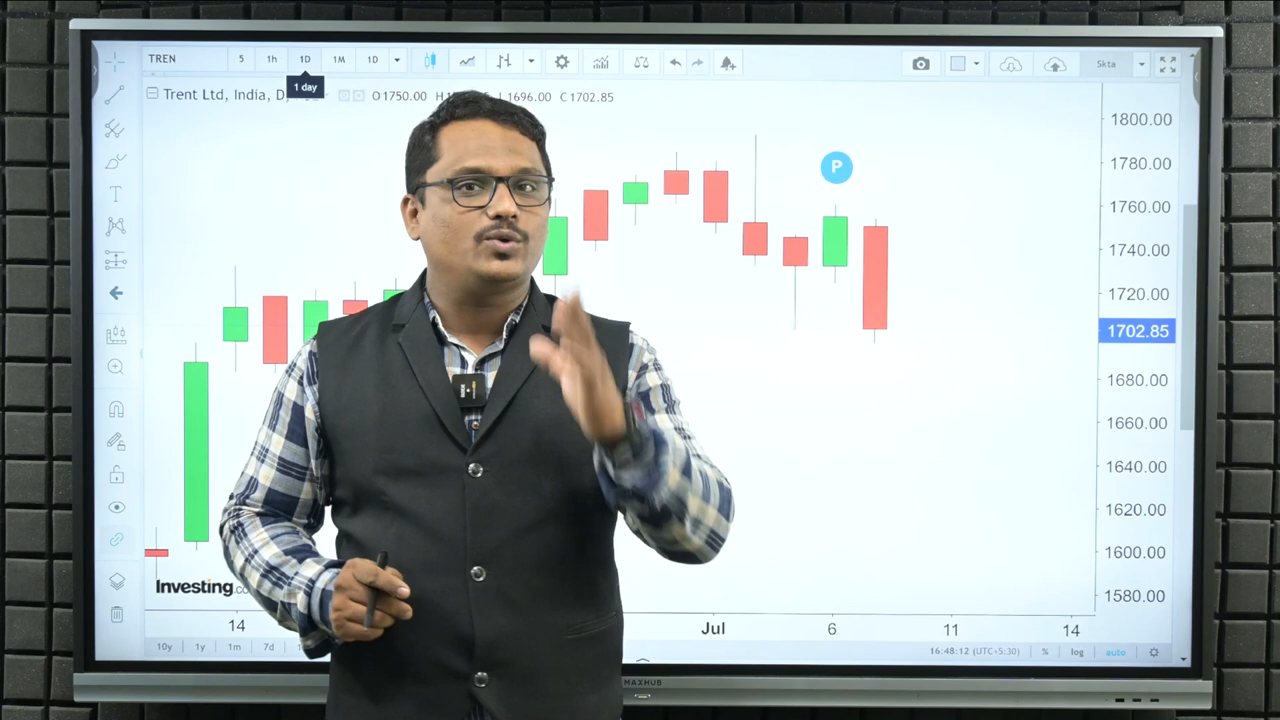 TREN 5 1h 1D 1M 1D Skta
1 day
Trent Ltd, India, D O1750.00 L1696.00 C1702.85
1800.00
P
1780.00
1760.00
1740.00
1720.00
1702.85
1680.00
1660.00
1640.00
1620.00
1600.00
1580.00
Investing
14 Jul 6 11 14
10y 1y 1m 7d 16:48:12 (UTC+5:30) % log auto
MAXHUB